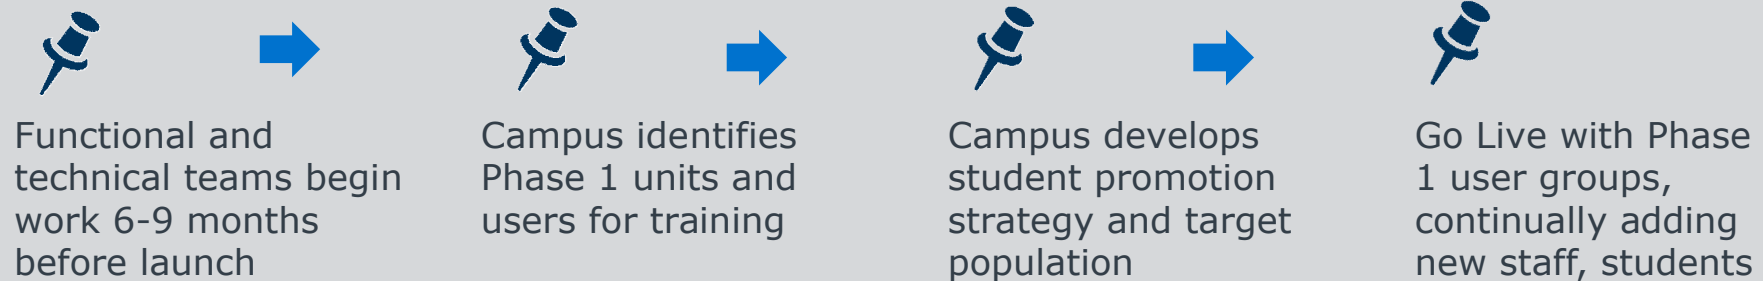 Functional and
technical teams begin
work 6-9 months
before launch
Campus identifies
Phase 1 units and
users for training
Campus develops
student promotion
strategy and target
population
Go Live with Phase
1 user groups,
continually adding
new staff, students